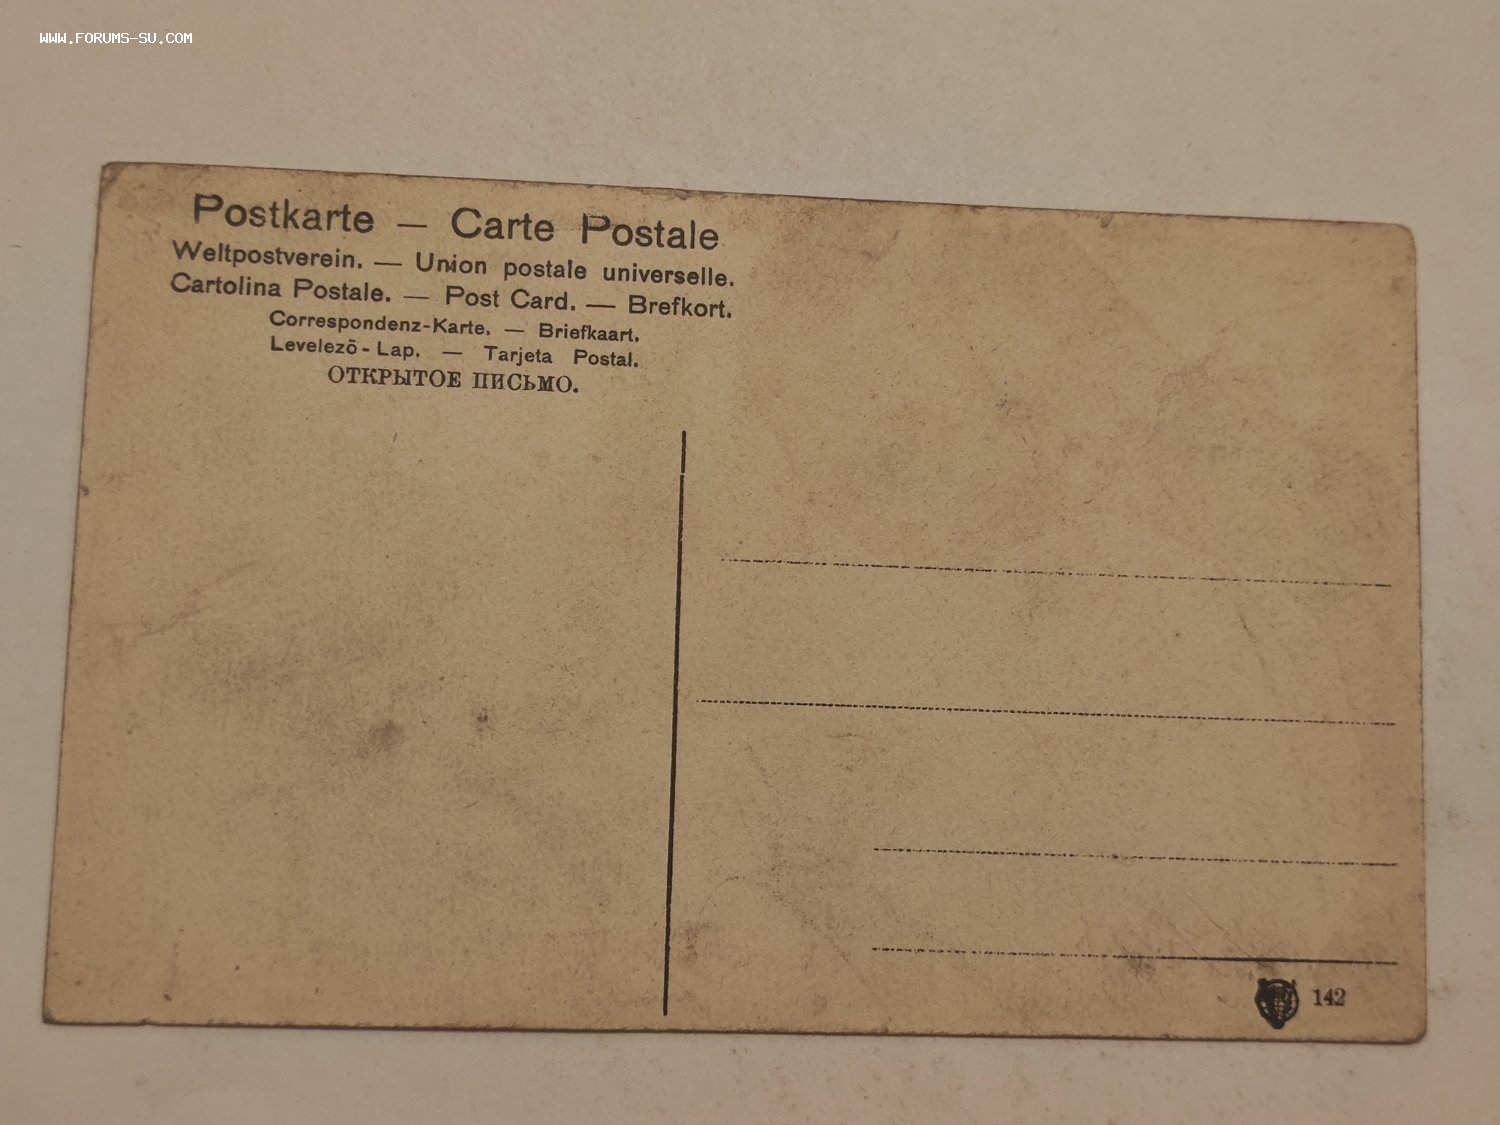 WWW.FORUMS-SU.COM
Postkarte — Carte Postale
Weltpostverein. — Union postale universelle.
Cartolina Postale. — Post Card. — Brefkort.
Correspondenz-Karte. — Briefkaart.
Levelezõ-Lap. — Tarjeta Postal.
ОТКРЫТОЕ ПИСЬМО.
142